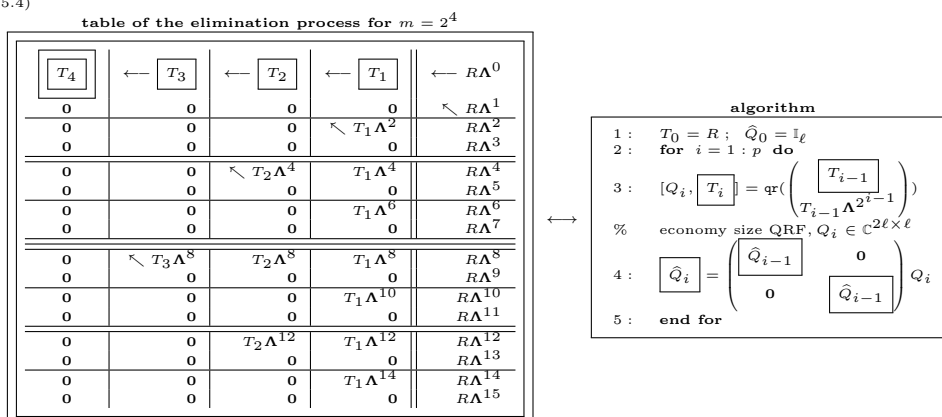 5.4)
table of the elimination process for m = 2^4
T_4 ←− T_3 ←− T_2 ←− T_1 ←− RΛ^0
0 0 0 0 ↖ RΛ^1
0 0 0 ↖ T_1Λ^2 RΛ^2
0 0 0 0 RΛ^3
0 0 ↖ T_2Λ^4 T_1Λ^4 RΛ^4
0 0 0 0 RΛ^5
0 0 0 T_1Λ^6 RΛ^6
0 0 0 0 RΛ^7
0 ↖ T_3Λ^8 T_2Λ^8 T_1Λ^8 RΛ^8
0 0 0 0 RΛ^9
0 0 0 T_1Λ^10 RΛ^10
0 0 0 0 RΛ^11
0 0 T_2Λ^12 T_1Λ^12 RΛ^12
0 0 0 0 RΛ^13
0 0 0 T_1Λ^14 RΛ^14
0 0 0 0 RΛ^15
⟷
algorithm
1 : T_0 = R ; Q̂_0 = 𝕀_ℓ
2 : for i = 1 : p do
3 : [Q_i, T_i ] = qr(( T_{i−1}
T_{i−1}Λ^{2^{i−1}} ))
% economy size QRF, Q_i ∈ ℂ^{2ℓ×ℓ}
4 : Q̂_i = ( Q̂_{i−1} 0
0 Q̂_{i−1} ) Q_i
5 : end for